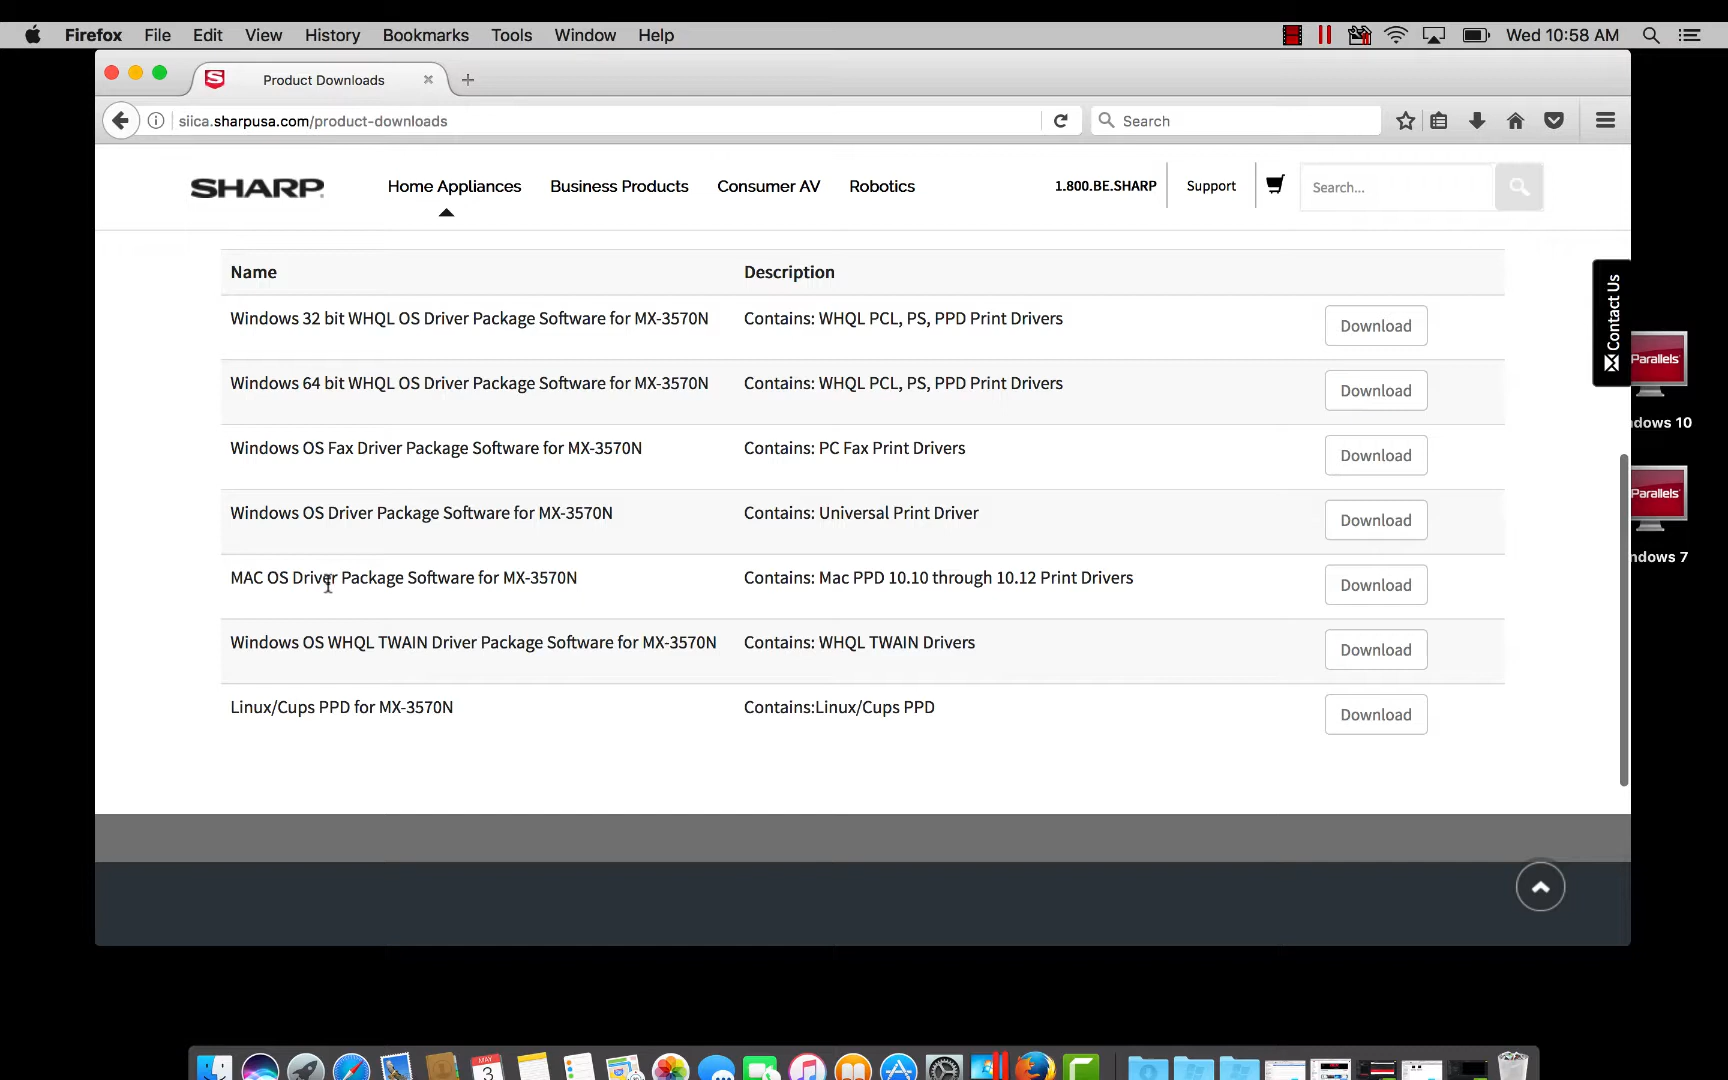 Firefox File Edit View History Bookmarks Tools Window Help Wed 10:58 AM
Product Downloads
siica.sharpusa.com/product-downloads
Search
SHARP
Home Appliances Business Products Consumer AV Robotics 1.800.BE.SHARP Support Search...
Name Description
Windows 32 bit WHQL OS Driver Package Software for MX-3570N Contains: WHQL PCL, PS, PPD Print Drivers Download
Windows 64 bit WHQL OS Driver Package Software for MX-3570N Contains: WHQL PCL, PS, PPD Print Drivers Download
Windows OS Fax Driver Package Software for MX-3570N Contains: PC Fax Print Drivers Download
Windows OS Driver Package Software for MX-3570N Contains: Universal Print Driver Download
MAC OS Driver Package Software for MX-3570N Contains: Mac PPD 10.10 through 10.12 Print Drivers Download
Windows OS WHQL TWAIN Driver Package Software for MX-3570N Contains: WHQL TWAIN Drivers Download
Linux/Cups PPD for MX-3570N Contains:Linux/Cups PPD Download
Contact Us
Parallels
dows 10
Parallels
ndows 7
MAY
3